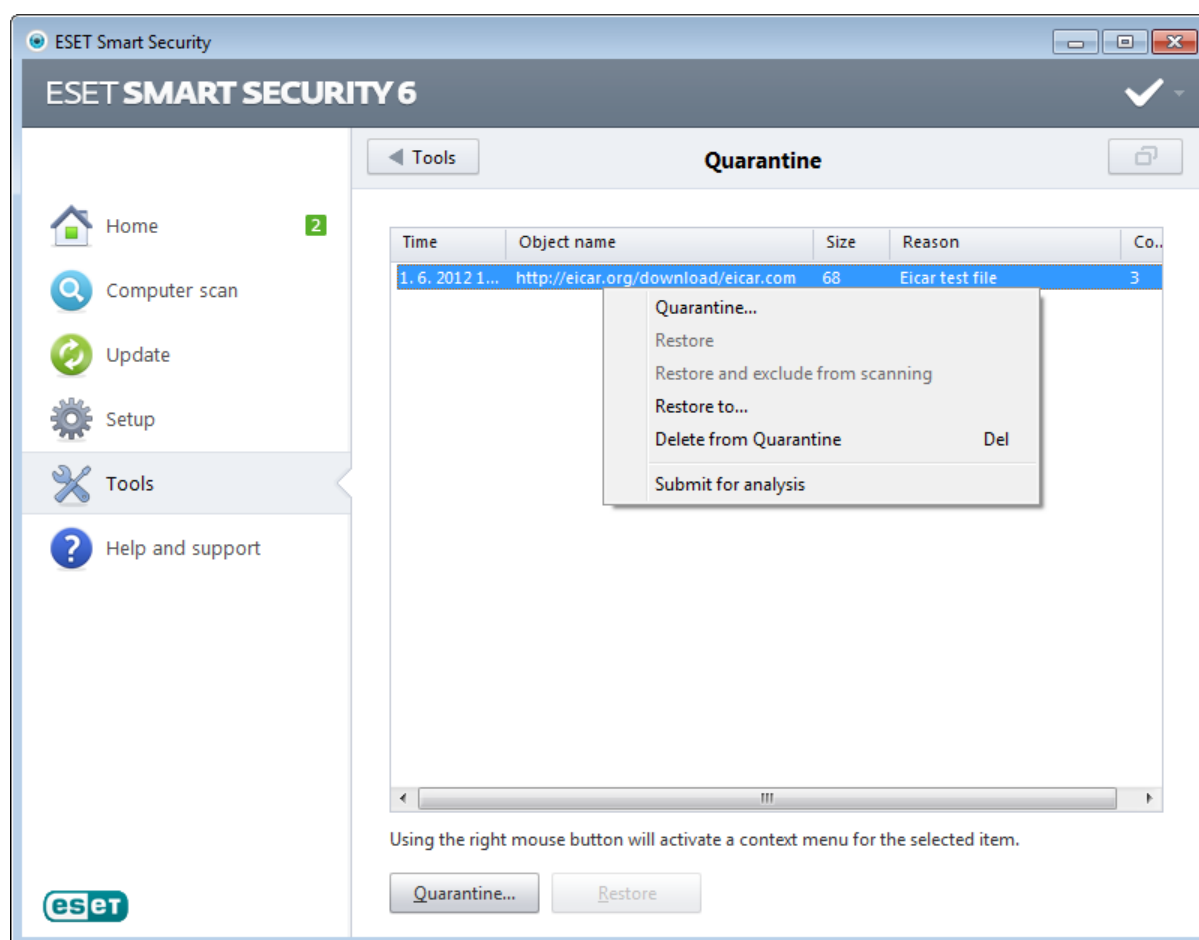 ESET Smart Security
ESET SMART SECURITY 6
Tools
Quarantine
Home 2
Computer scan
Update
Setup
Tools
Help and support
Time Object name Size Reason Co..
1. 6. 2012 1... http://eicar.org/download/eicar.com 68 Eicar test file 3
Quarantine...
Restore
Restore and exclude from scanning
Restore to...
Delete from Quarantine Del
Submit for analysis
Using the right mouse button will activate a context menu for the selected item.
Quarantine... Restore
eseT